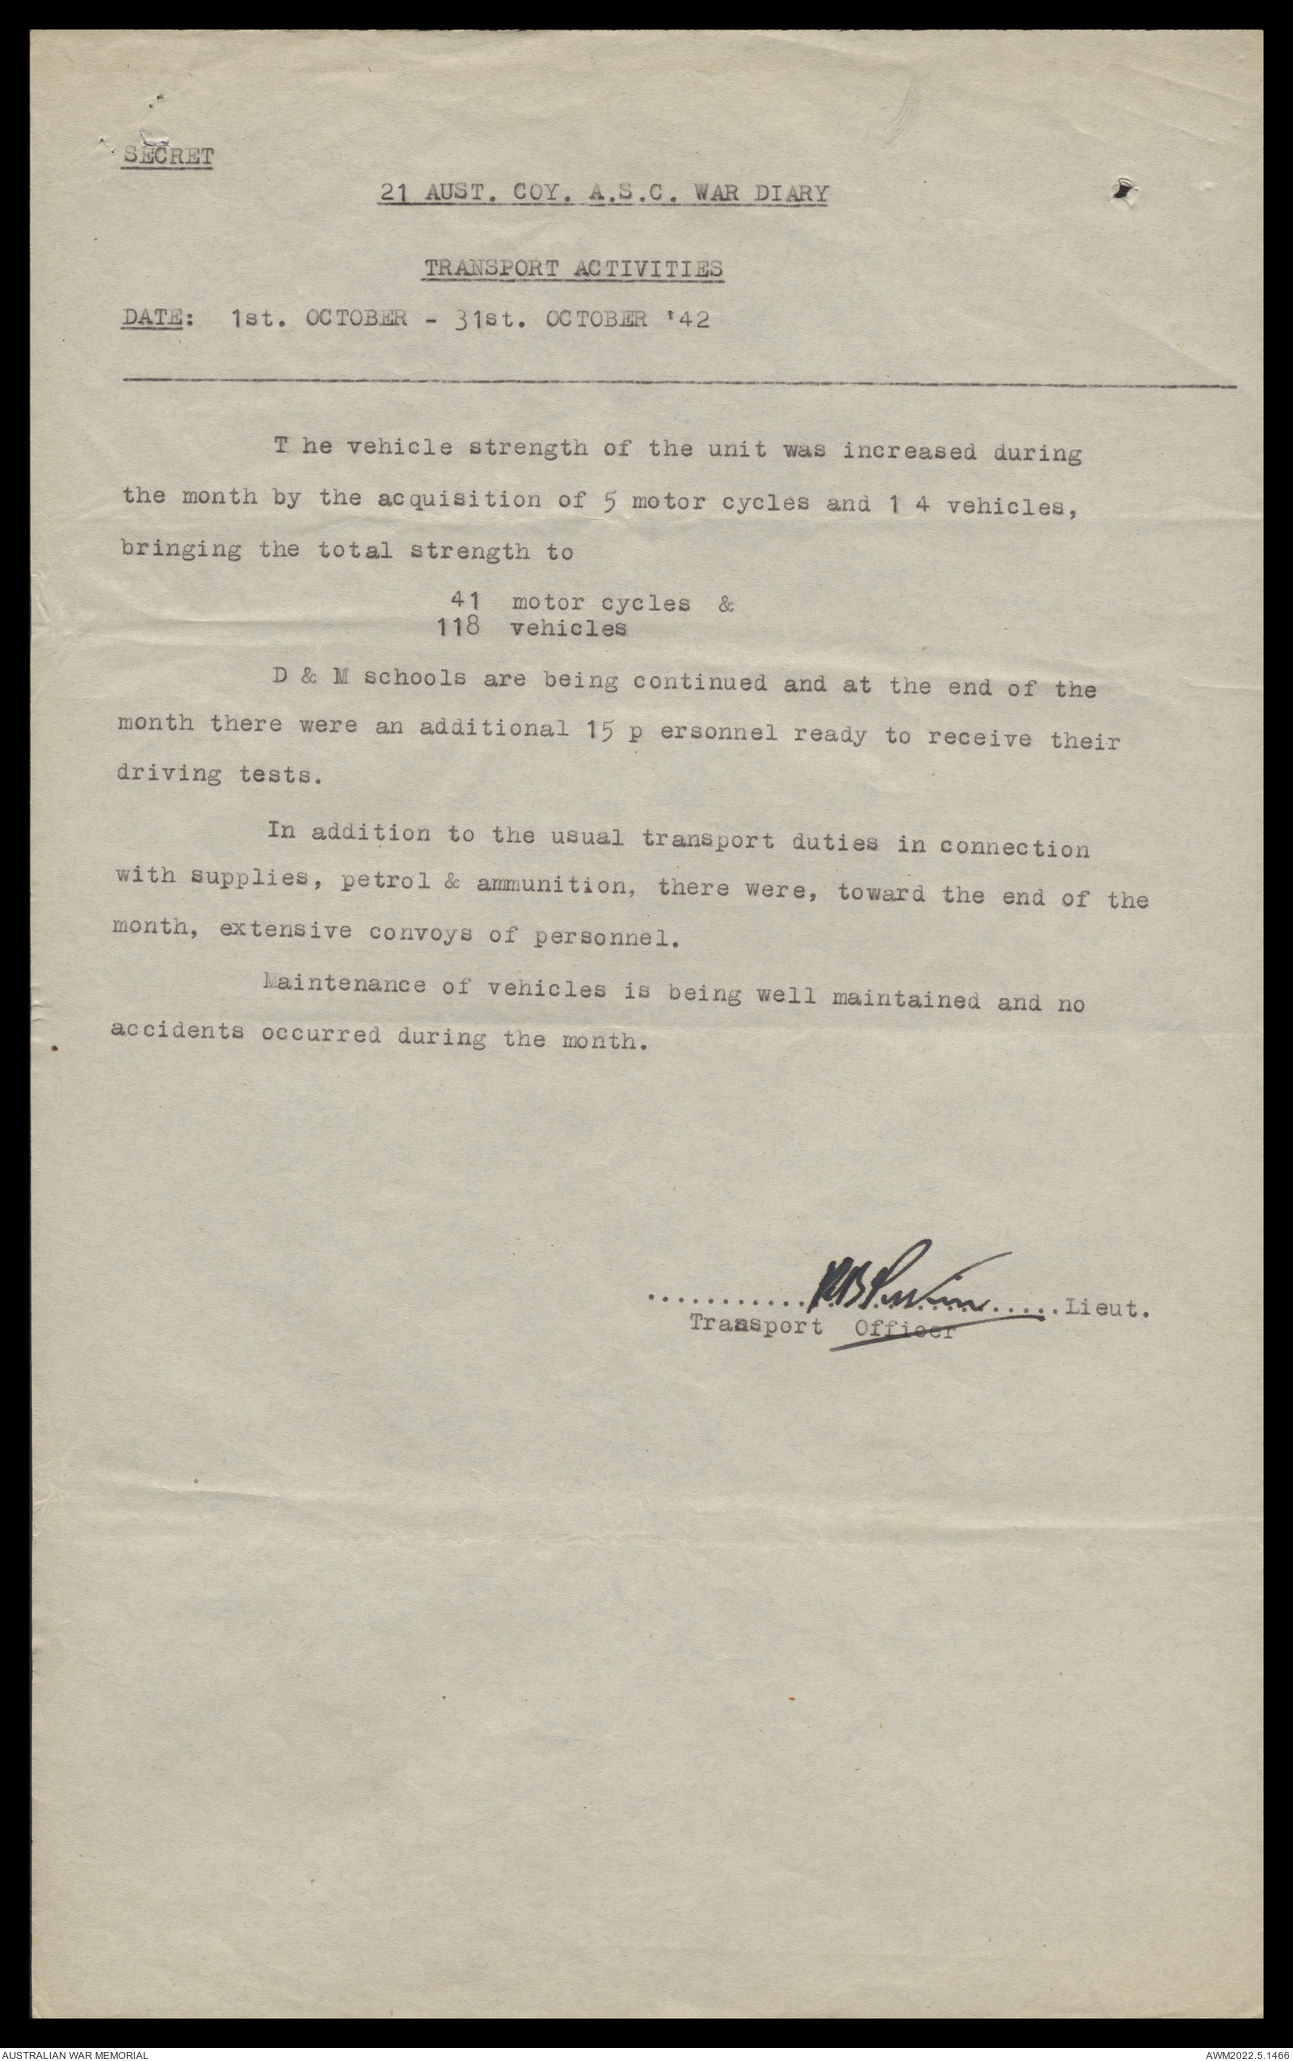 SECRET
21 AUST. COY. A.S.C. WAR DIARY
TRANSPORT ACTIVITIES
DATE: 1st. OCTOBER - 31st. OCTOBER '42
T he vehicle strength of the unit was increased during
the month by the acquisition of 5 motor cycles and 1 4 vehicles,
bringing the total strength to
41 motor cycles &
118 vehicles
D & M schools are being continued and at the end of the
month there were an additional 15 p ersonnel ready to receive their
driving tests.
In addition to the usual transport duties in connection
with supplies, petrol & ammunition, there were, toward the end of the
month, extensive convoys of personnel.
Maintenance of vehicles is being well maintained and no
accidents occurred during the month.
Lieut.
Transport Officer
AUSTRALIAN WAR MEMORIAL
AWM2022.5.1466